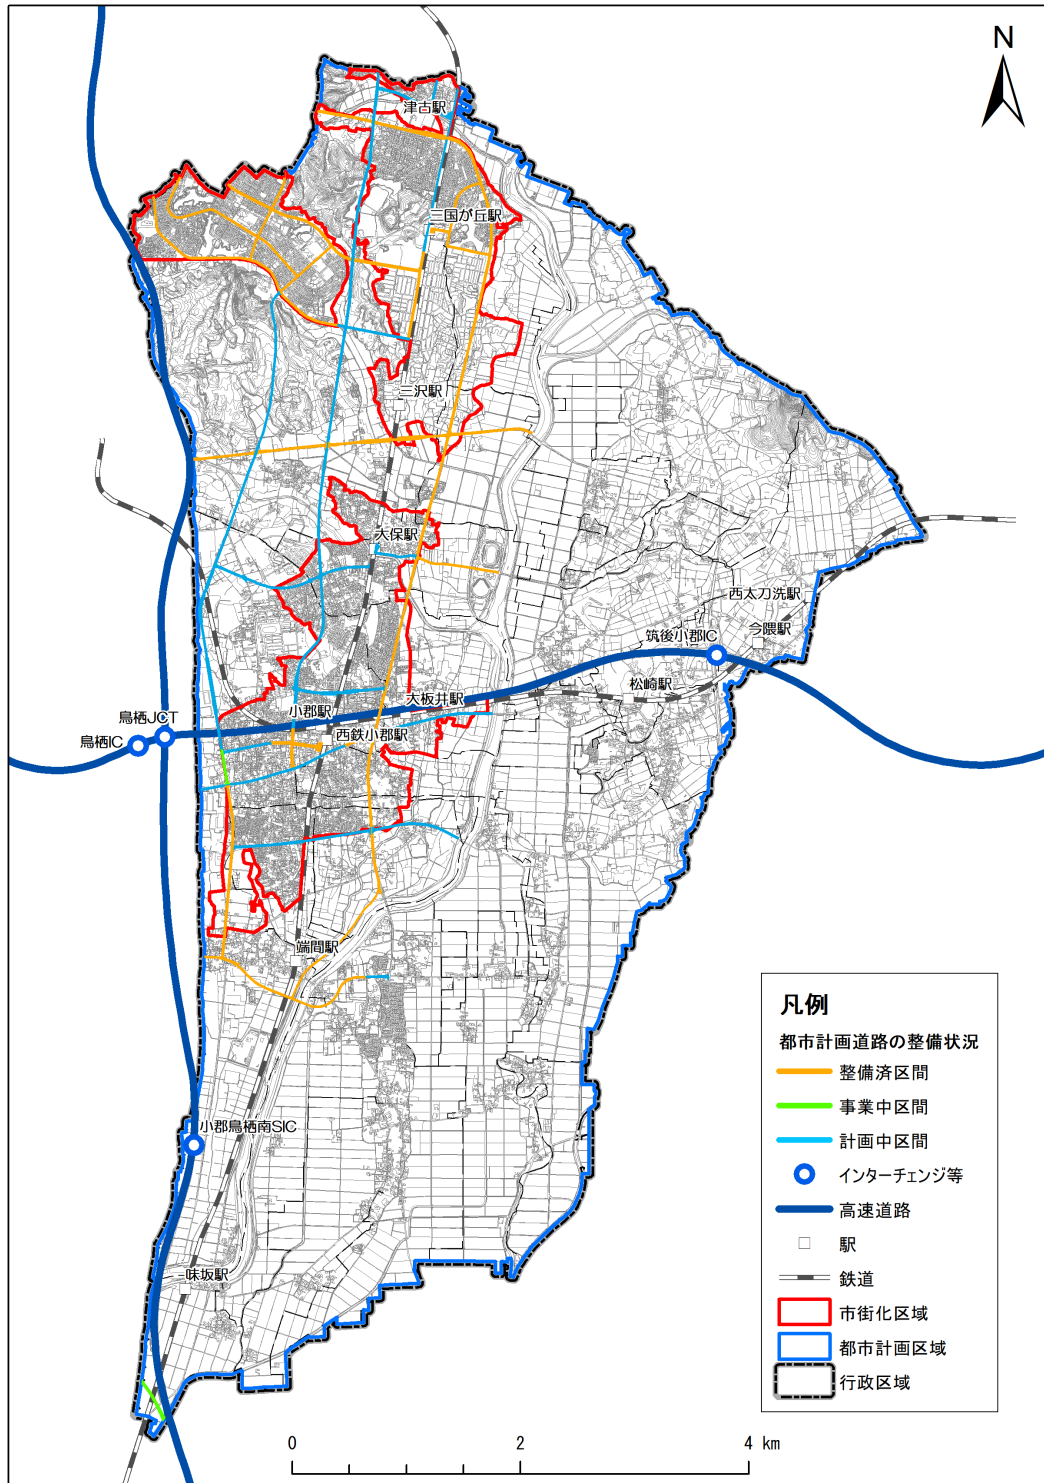 N
津古駅
三国が丘駅
三沢駅
大保駅
西太刀洗駅
今隈駅
筑後小郡IC
松崎駅
大板井駅
小郡駅
鳥栖JCT
西鉄小郡駅
鳥栖IC
端間駅
小郡鳥栖南SIC
味坂駅
凡例
都市計画道路の整備状況
整備済区間
事業中区間
計画中区間
インターチェンジ等
高速道路
駅
鉄道
市街化区域
都市計画区域
行政区域
0 2 4 km